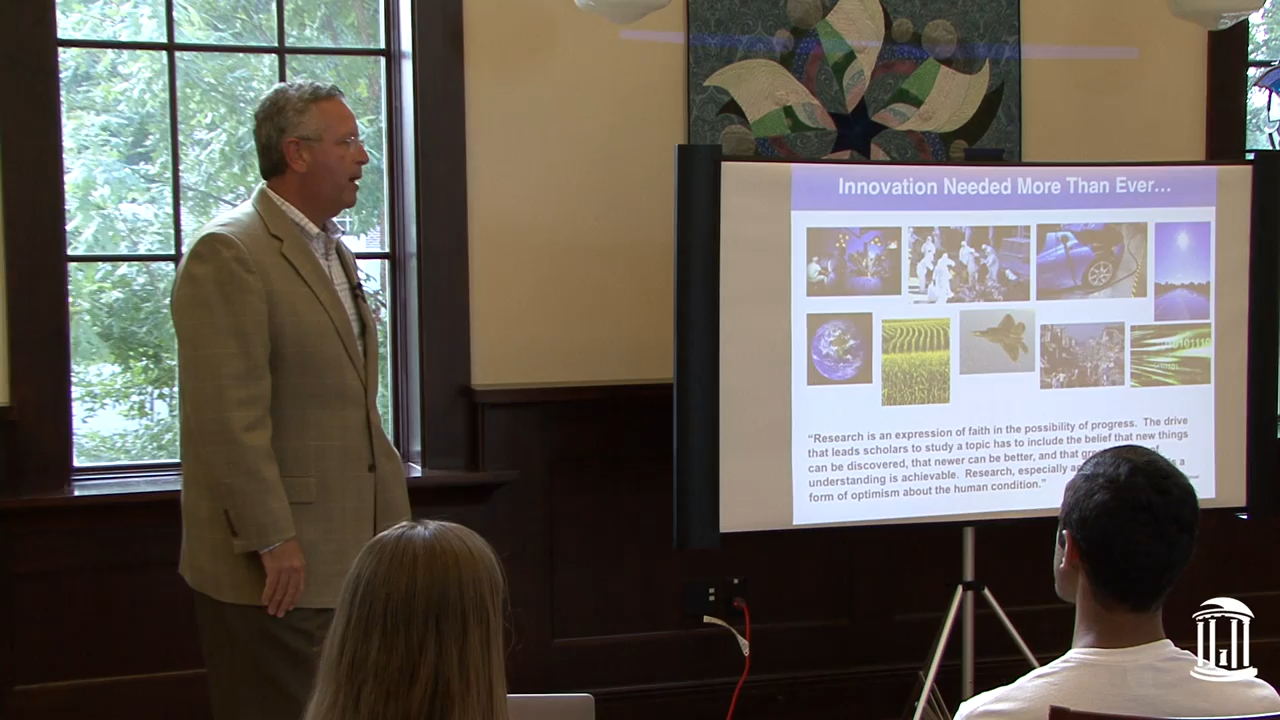 Innovation Needed More Than Ever…
0101110
“Research is an expression of faith in the possibility of progress. The drive
that leads scholars to study a topic has to include the belief that new things
can be discovered, that newer can be better, and that of
understanding is achievable. Research, especially a
form of optimism about the human condition.”